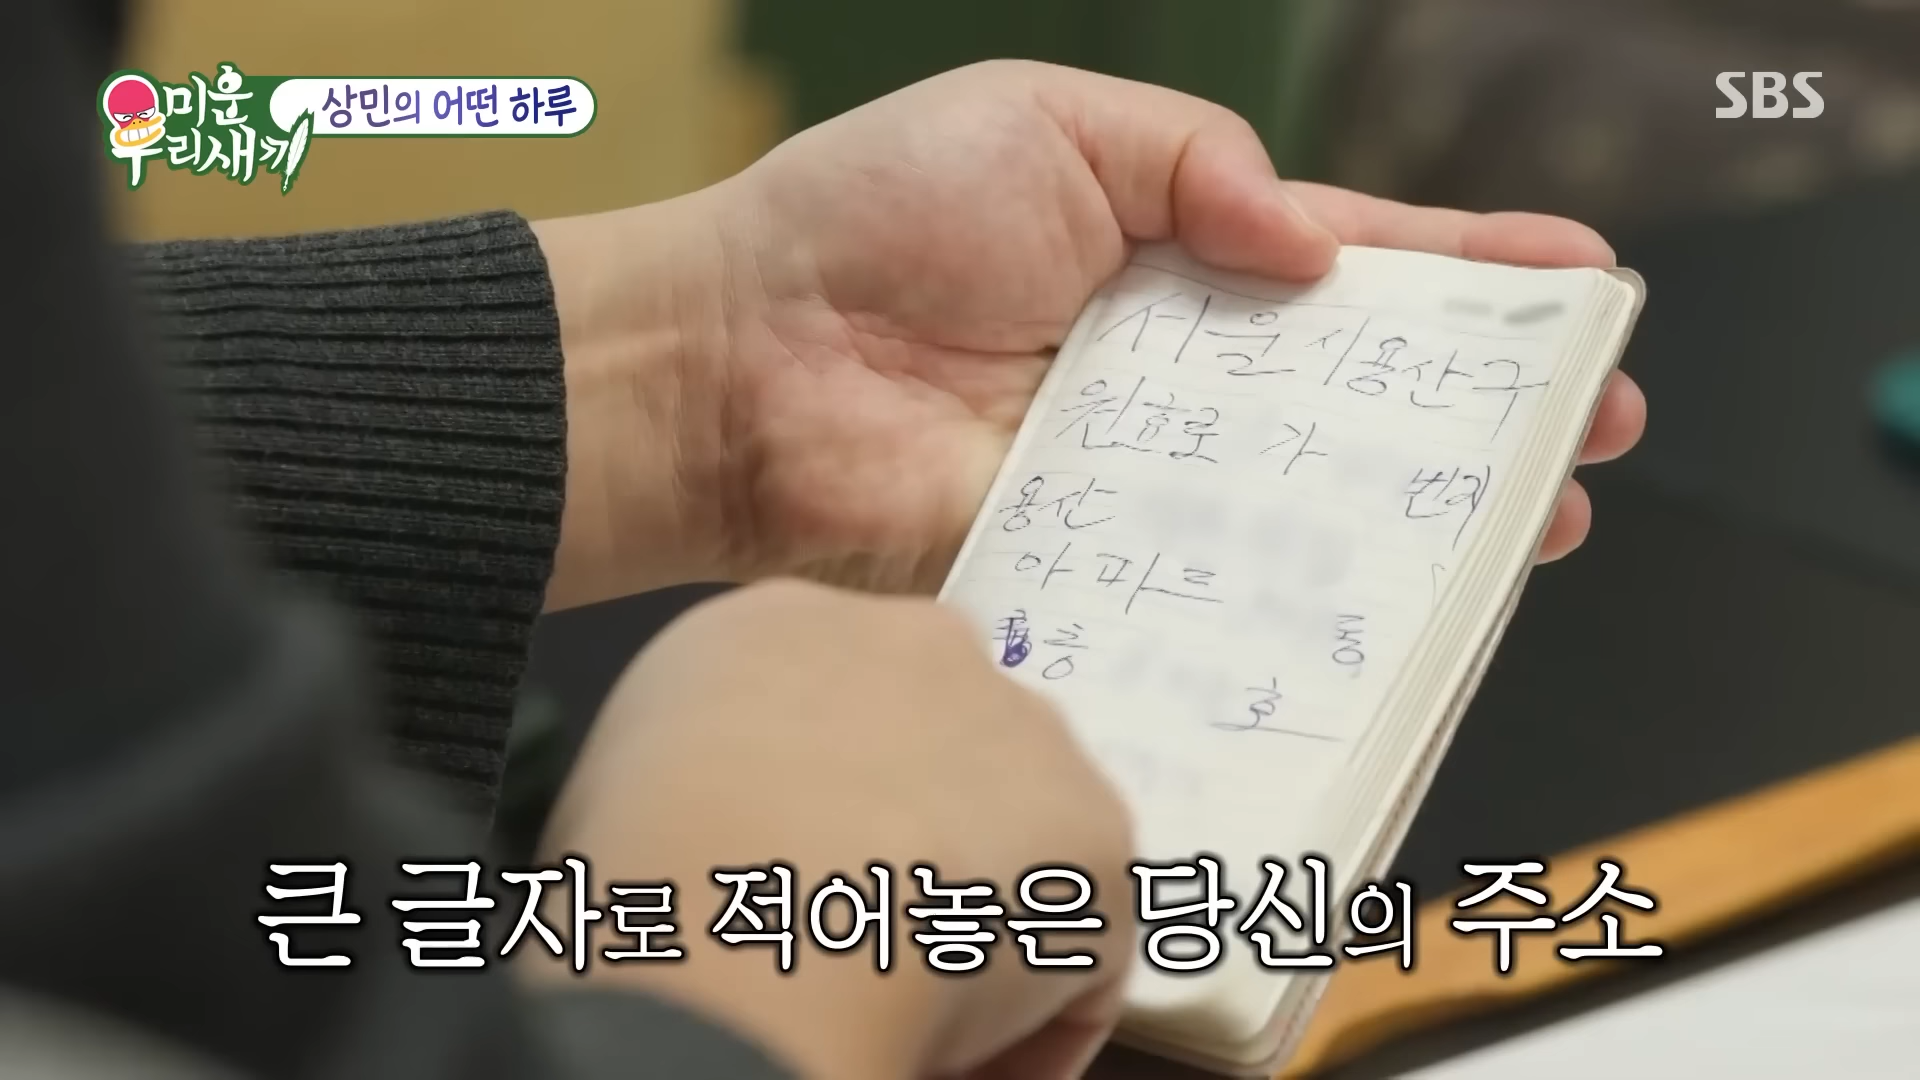 미운
우리새끼
상민의 어떤 하루
SBS
서울시용산구
원효로 가
번지
용산
아파트
동
층
호
큰 글자로 적어놓은 당신의 주소